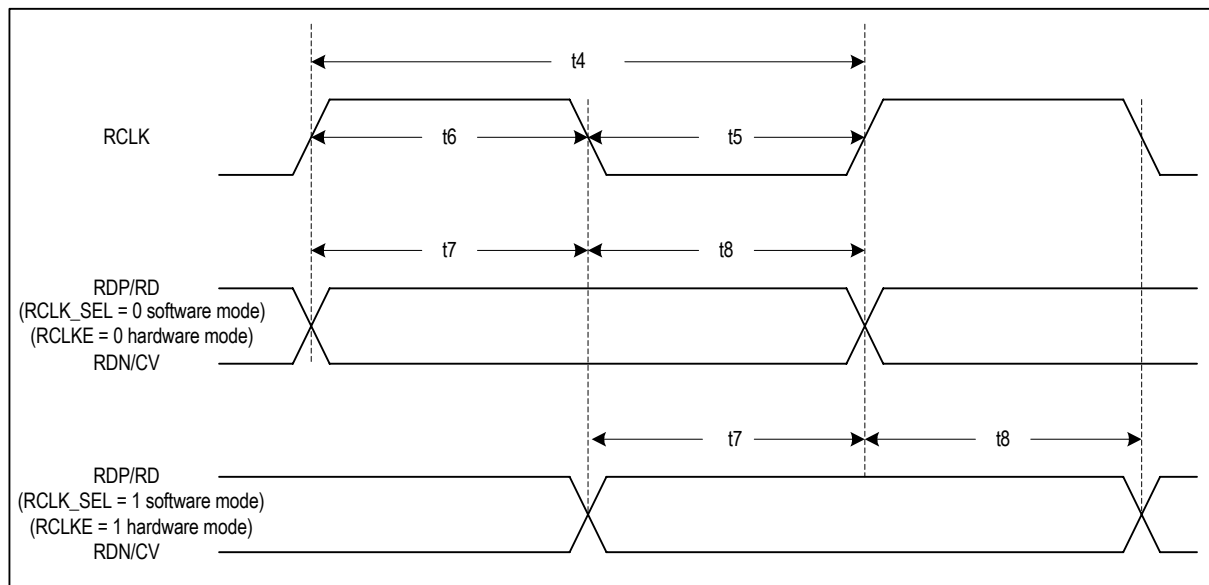 t4
RCLK
t6
t5
t7
t8
RDP/RD
(RCLK_SEL = 0 software mode)
(RCLKE = 0 hardware mode)
RDN/CV
t7
t8
RDP/RD
(RCLK_SEL = 1 software mode)
(RCLKE = 1 hardware mode)
RDN/CV